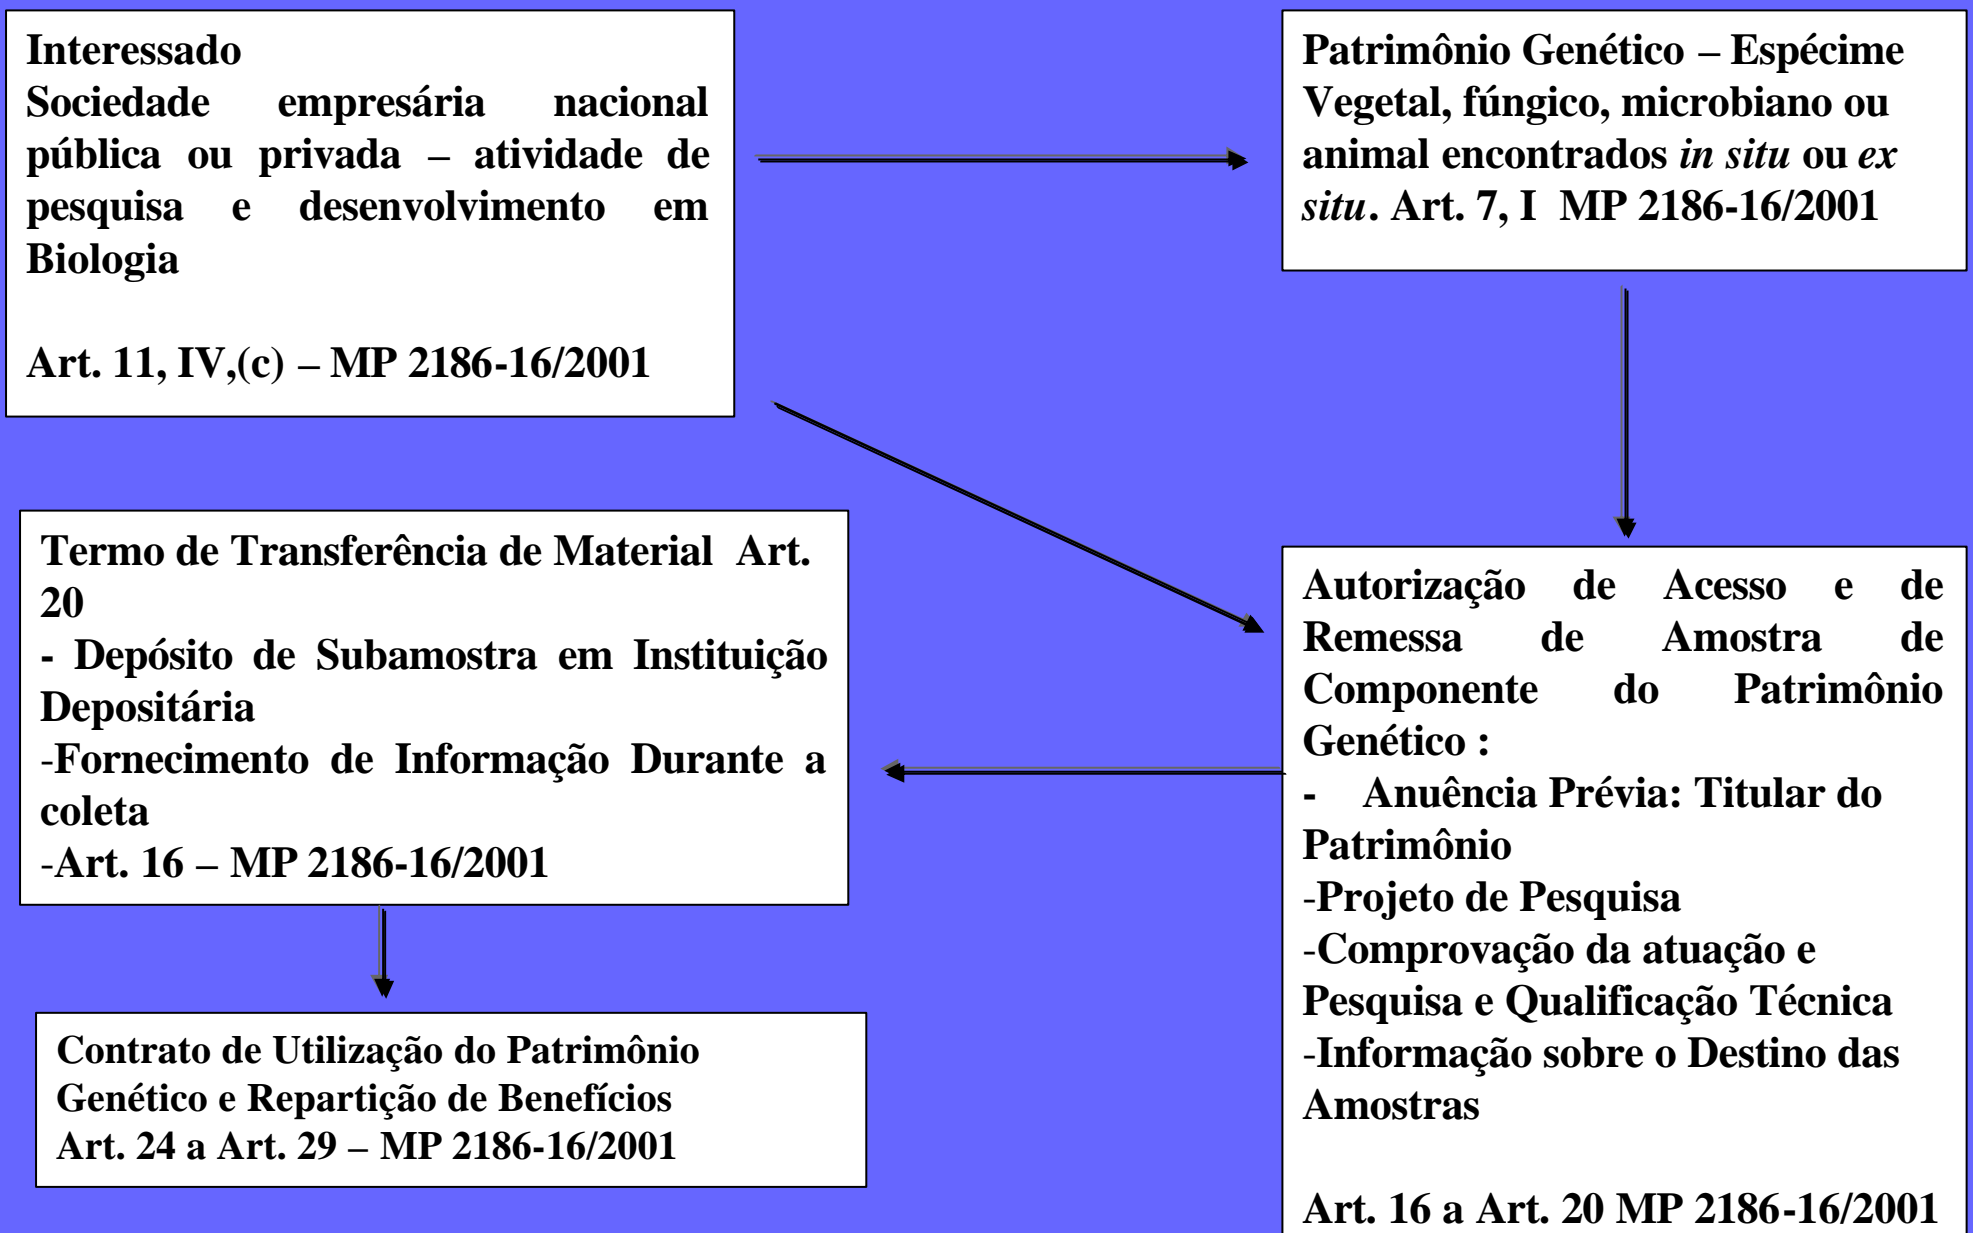 Interessado
Sociedade empresária nacional
pública ou privada – atividade de
pesquisa e desenvolvimento em
Biologia
Art. 11, IV,(c) – MP 2186-16/2001
Patrimônio Genético – Espécime
Vegetal, fúngico, microbiano ou
animal encontrados in situ ou ex
situ. Art. 7, I MP 2186-16/2001
Termo de Transferência de Material Art.
20
- Depósito de Subamostra em Instituição
Depositária
-Fornecimento de Informação Durante a
coleta
-Art. 16 – MP 2186-16/2001
Autorização de Acesso e de
Remessa de Amostra de
Componente do Patrimônio
Genético :
- Anuência Prévia: Titular do
Patrimônio
-Projeto de Pesquisa
-Comprovação da atuação e
Pesquisa e Qualificação Técnica
-Informação sobre o Destino das
Amostras
Art. 16 a Art. 20 MP 2186-16/2001
Contrato de Utilização do Patrimônio
Genético e Repartição de Benefícios
Art. 24 a Art. 29 – MP 2186-16/2001